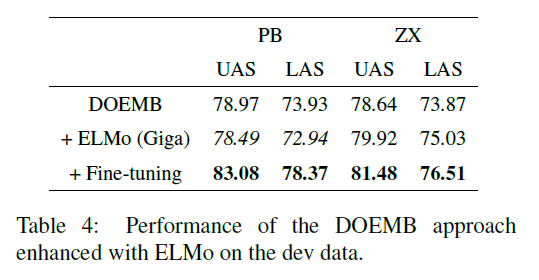 PB ZX
UAS LAS UAS LAS
DOEMB 78.97 73.93 78.64 73.87
+ ELMo (Giga) 78.49 72.94 79.92 75.03
+ Fine-tuning 83.08 78.37 81.48 76.51
Table 4: Performance of the DOEMB approach
enhanced with ELMo on the dev data.